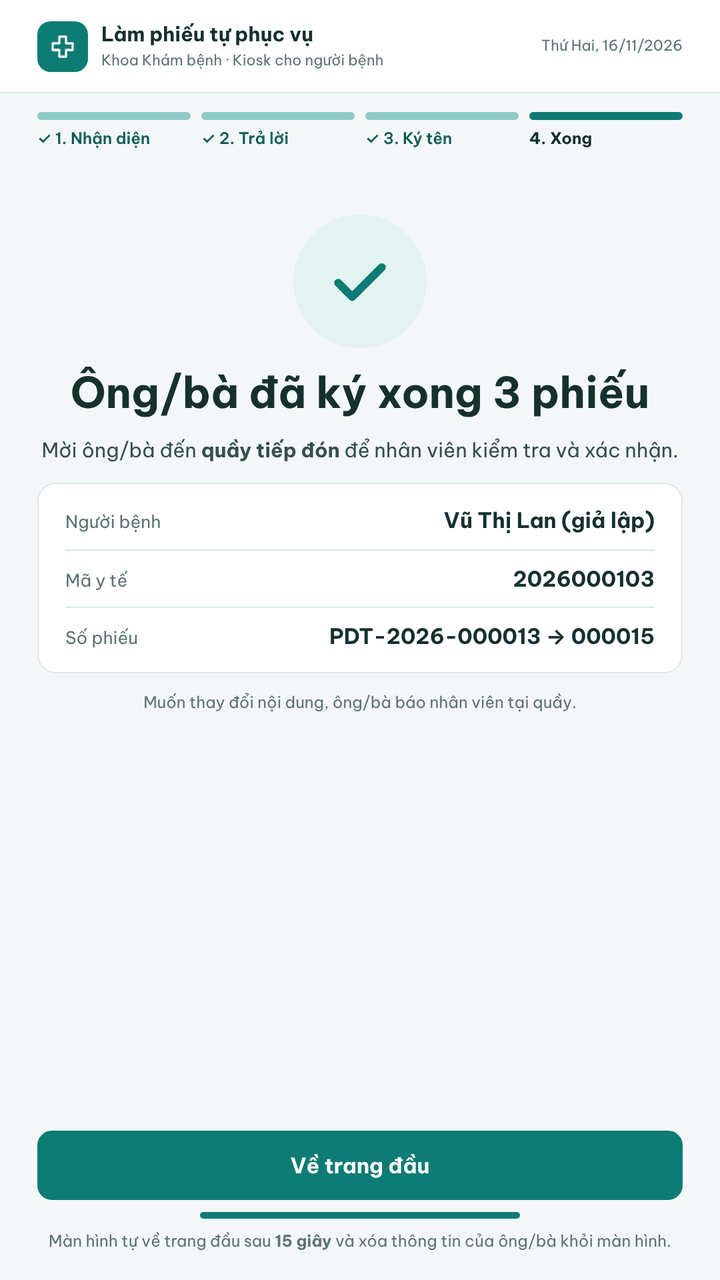 Làm phiếu tự phục vụ
Khoa Khám bệnh · Kiosk cho người bệnh
Thứ Hai, 16/11/2026
✓ 1. Nhận diện
✓ 2. Trả lời
✓ 3. Ký tên
4. Xong
Ông/bà đã ký xong 3 phiếu
Mời ông/bà đến quầy tiếp đón để nhân viên kiểm tra và xác nhận.
Người bệnh
Vũ Thị Lan (giả lập)
Mã y tế
2026000103
Số phiếu
PDT-2026-000013 → 000015
Muốn thay đổi nội dung, ông/bà báo nhân viên tại quầy.
Về trang đầu
Màn hình tự về trang đầu sau 15 giây và xóa thông tin của ông/bà khỏi màn hình.